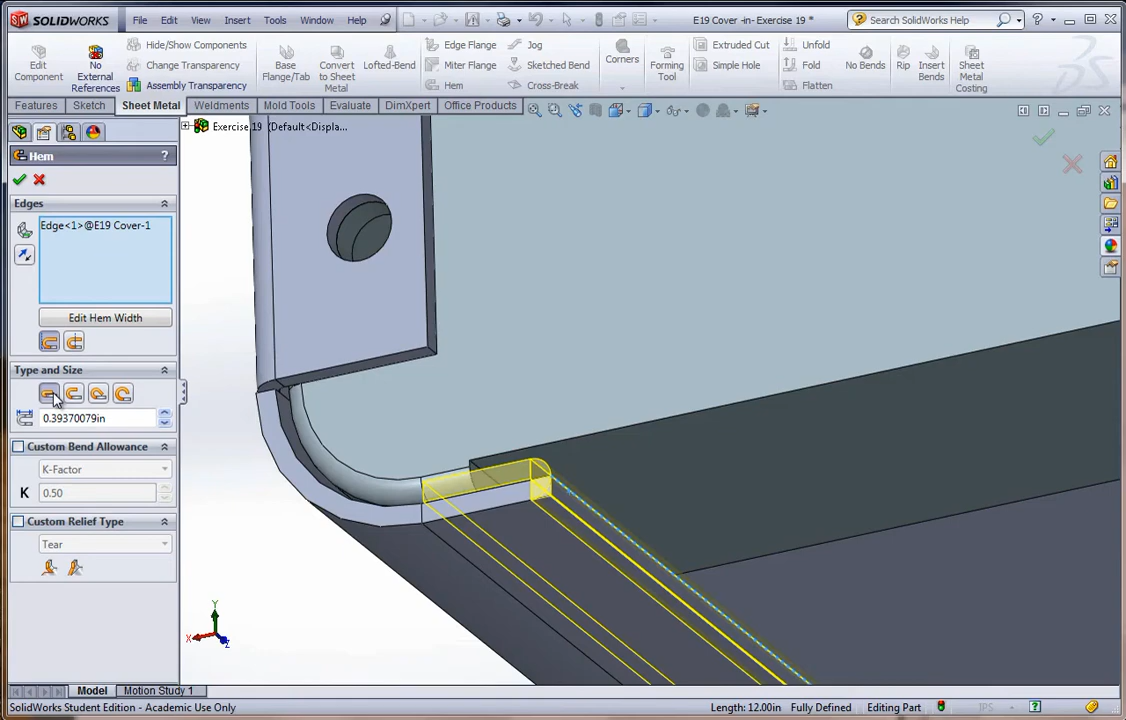 SOLIDWORKS File Edit View Insert Tools Window Help E19 Cover -in- Exercise 19 * Search SolidWorks Help
Edit Component
No External References
Hide/Show Components
Change Transparency
Assembly Transparency
Base Flange/Tab
Convert to Sheet Metal
Lofted-Bend
Edge Flange
Miter Flange
Hem
Jog
Sketched Bend
Cross-Break
Corners
Forming Tool
Extruded Cut
Simple Hole
Unfold
Fold
Flatten
No Bends
Rip
Insert Bends
Sheet Metal Costing
Features Sketch Sheet Metal Weldments Mold Tools Evaluate DimXpert Office Products
Exercise 19 (Default<Displa...
Hem ?
Edges
Edge<1>@E19 Cover-1
Edit Hem Width
Type and Size
0.39370079in
Custom Bend Allowance
K-Factor
K 0.50
Custom Relief Type
Tear
Y
X
Z
Model Motion Study 1
SolidWorks Student Edition - Academic Use Only Length: 12.00in Fully Defined Editing Part IPS ?